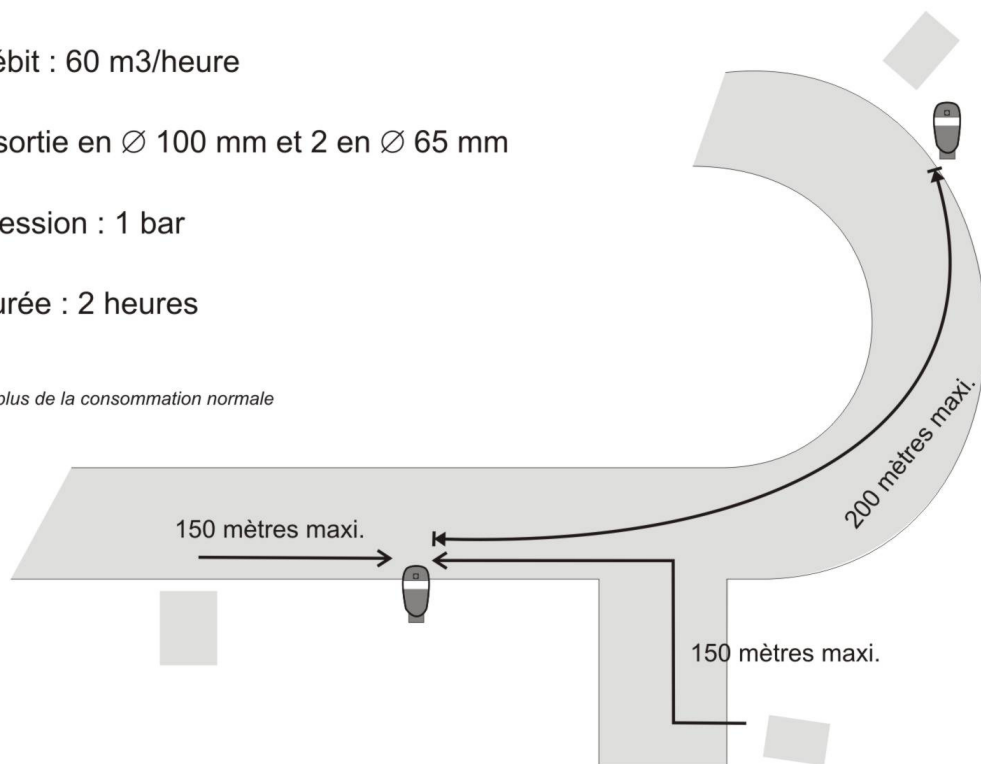 ébit : 60 m3/heure
sortie en Ø 100 mm et 2 en Ø 65 mm
ession : 1 bar
urée : 2 heures
plus de la consommation normale
150 mètres maxi.
200 mètres maxi.
150 mètres maxi.